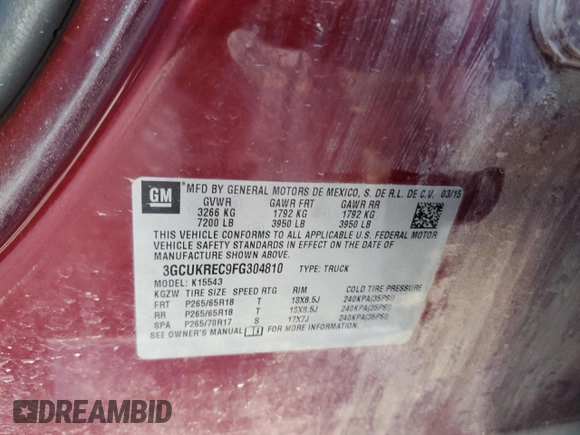 GM
MFD BY GENERAL MOTORS DE MEXICO, S. DE R.L. DE C.V. 03/15
GVWR GAWR FRT GAWR RR
3266 KG 1792 KG 1792 KG
7200 LB 3950 LB 3950 LB
THIS VEHICLE CONFORMS TO ALL APPLICABLE U.S. FEDERAL MOTOR
VEHICLE SAFETY STANDARDS IN EFFECT ON THE DATE OF
MANUFACTURE SHOWN ABOVE.
3GCUKREC9FG304810 TYPE: TRUCK
MODEL: K15543
KGZW TIRE SIZE SPEED RTG RIM COLD TIRE PRESSURE
FRT P265/65R18 T 18X8.5J 240KPA(35PSI)
RR P265/65R18 T 18X8.5J 240KPA(35PSI)
SPA P265/70R17 S 17X7J 240KPA(35PSI)
SEE OWNER'S MANUAL FOR MORE INFORMATION
DREAMBID